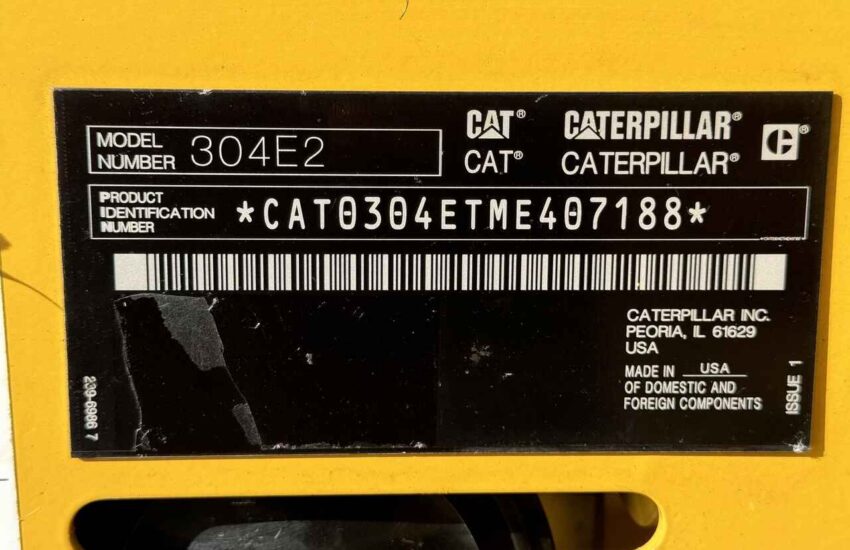 MODEL
NUMBER 304E2
CAT® CATERPILLAR®
CAT® CATERPILLAR®
PRODUCT
IDENTIFICATION
NUMBER
*CAT0304ETME407188*
CATERPILLAR INC.
PEORIA, IL 61629
USA
MADE IN USA
OF DOMESTIC AND
FOREIGN COMPONENTS
ISSUE 1
239-6996 7